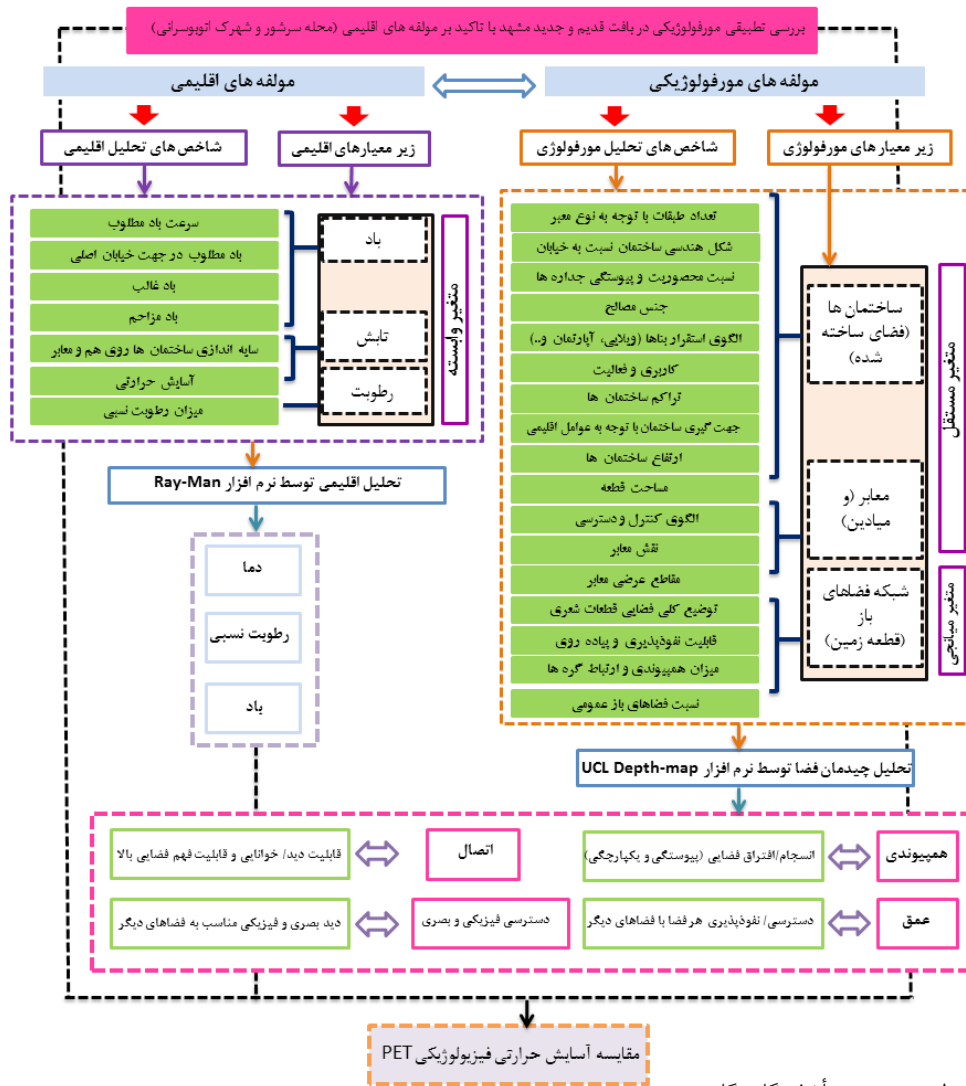 بررسی تطبیقی مورفولوژیکی در بافت قدیم و جدید مشهد با تاکید بر مولفه های اقلیمی (محله سرشور و شهرک اتوبوسرانی)
مولفه های مورفولوژیکی
مولفه های اقلیمی
زیر معیارهای مورفولوژی
شاخص های تحلیل مورفولوژی
زیر معیارهای اقلیمی
شاخص های تحلیل اقلیمی
متغیر مستقل
متغیر میانجی
ساختمان ها
(فضای ساخته
شده)
معابر (و
میادین)
شبکه فضاهای
باز
(قطعه زمین)
تعداد طبقات با توجه به نوع معبر
شکل هندسی ساختمان نسبت به خیابان
نسبت محصوریت و پیوستگی جداره ها
جنس مصالح
الگوی استقرار بناها (ویلایی، آپارتمان و..)
کاربری و فعالیت
تراکم ساختمان ها
جهت گیری ساختمان با توجه به عوامل اقلیمی
ارتفاع ساختمان ها
مساحت قطعه
الگوی کنترل و دسترسی
نقش معابر
مقاطع عرضی معابر
توضیع کلی فضایی قطعات شعری
قابلیت نفوذپذیری و پیاده روی
میزان همپیوندی و ارتباط گره ها
نسبت فضاهای باز عمومی
متغیر وابسته
باد
تابش
رطوبت
سرعت باد مطلوب
باد مطلوب در جهت خیابان اصلی
باد غالب
باد مزاحم
سایه اندازی ساختمان ها روی هم و معابر
آسایش حرارتی
میزان رطوبت نسبی
تحلیل اقلیمی توسط نرم افزار Ray-Man
دما
رطوبت نسبی
باد
تحلیل چیدمان فضا توسط نرم افزار UCL Depth-map
همپیوندی
انسجام/افتراق فضایی (پیوستگی و یکپارچگی)
اتصال
قابلیت دید/ خوانایی و قابلیت فهم فضایی بالا
عمق
دسترسی/ نفوذپذیری هر فضا با فضاهای دیگر
دسترسی فیزیکی و بصری
دید بصری و فیزیکی مناسب به فضاهای دیگر
مقایسه آسایش حرارتی فیزیولوژیکی PET